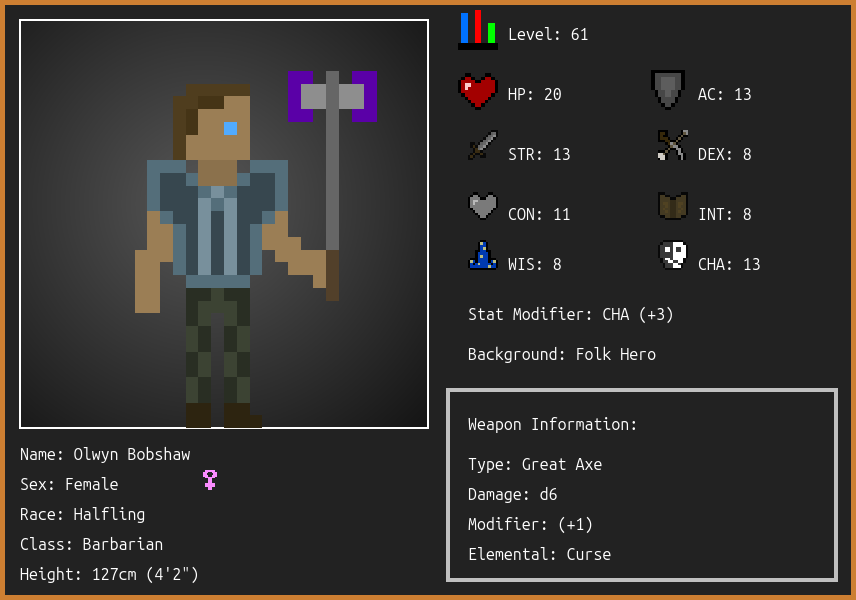 Level: 61
HP: 20
AC: 13
STR: 13
DEX: 8
CON: 11
INT: 8
WIS: 8
CHA: 13
Stat Modifier: CHA (+3)
Background: Folk Hero
Weapon Information:
Type: Great Axe
Damage: d6
Modifier: (+1)
Elemental: Curse
Name: Olwyn Bobshaw
Sex: Female
Race: Halfling
Class: Barbarian
Height: 127cm (4'2")